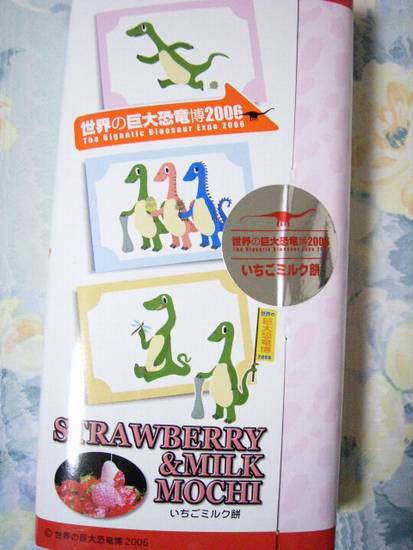 世界の巨大恐竜博2006
The Gigantic Dinosaur Expo 2006
世界の巨大恐竜博2006
The Gigantic Dinosaur Expo 2006
いちごミルク餅
世界の
巨大恐竜博
2006
STRAWBERRY
&MILK
MOCHI
いちごミルク餅
©世界の巨大恐竜博2006